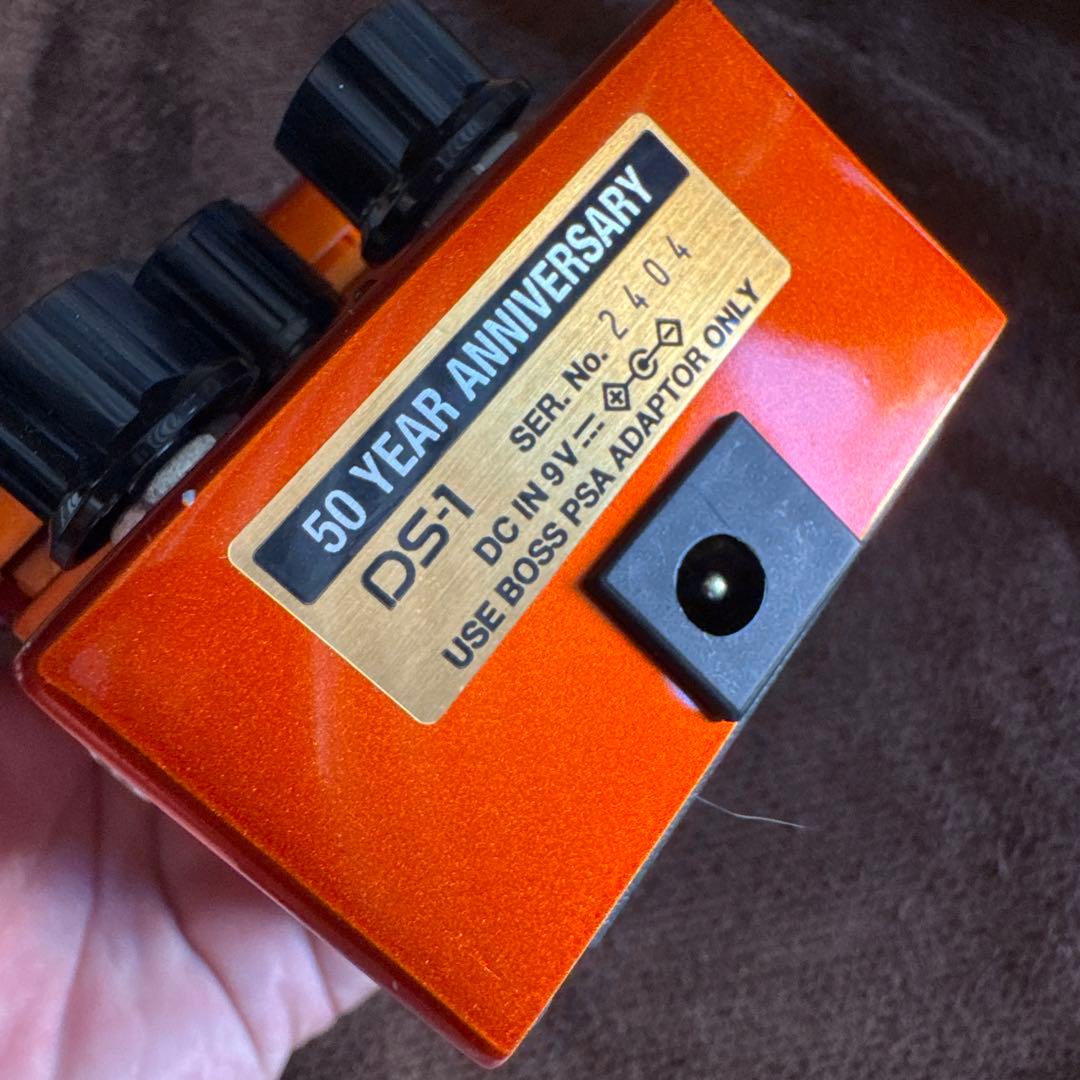 50 YEAR ANNIVERSARY
DS-1
SER. No. 2404
DC IN 9V
USE BOSS PSA ADAPTOR ONLY